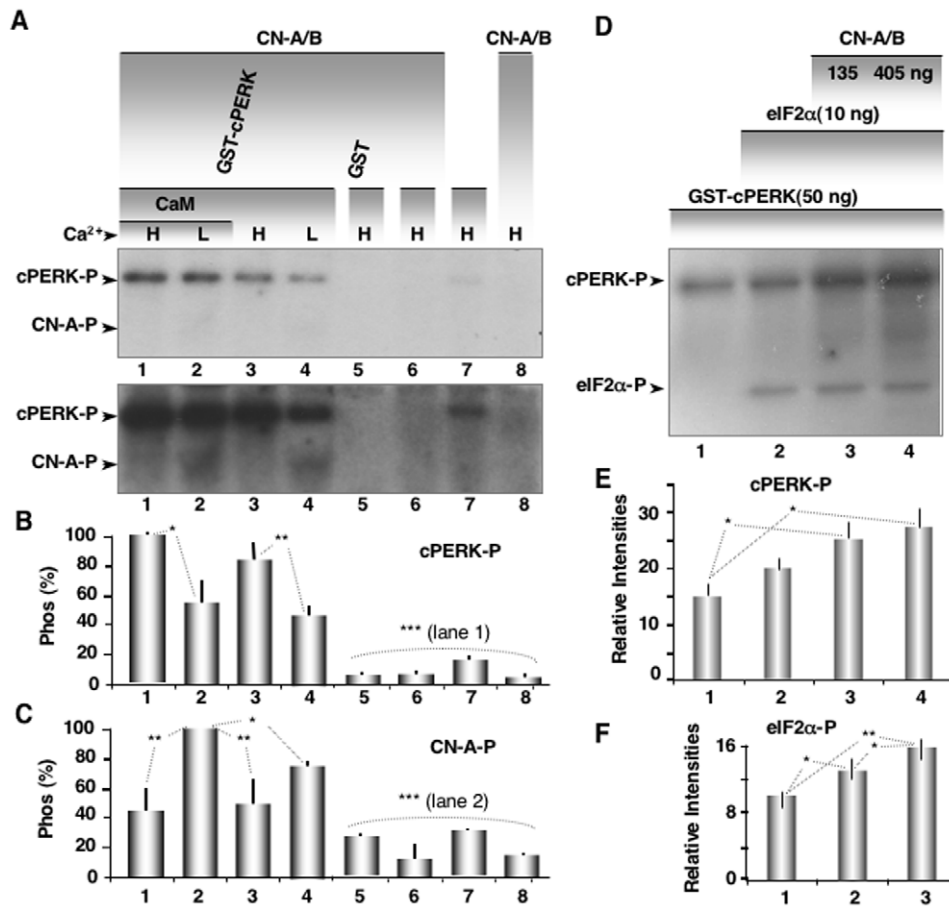 A
CN-A/B
CN-A/B
GST-cPERK
GST
CaM
Ca²⁺
H L H L H H H H
cPERK-P
CN-A-P
1 2 3 4 5 6 7 8
cPERK-P
CN-A-P
1 2 3 4 5 6 7 8
B
cPERK-P
Phos (%)
100
80
60
40
20
0
* ** *** (lane 1)
1 2 3 4 5 6 7 8
C
CN-A-P
Phos (%)
100
80
60
40
20
0
** ** * *** (lane 2)
1 2 3 4 5 6 7 8
D
CN-A/B
135 405 ng
eIF2α(10 ng)
GST-cPERK(50 ng)
cPERK-P
eIF2α-P
1 2 3 4
E
cPERK-P
Relative Intensities
30
20
10
0
* *
1 2 3 4
F
eIF2α-P
Relative Intensities
16
8
0
* ** *
1 2 3